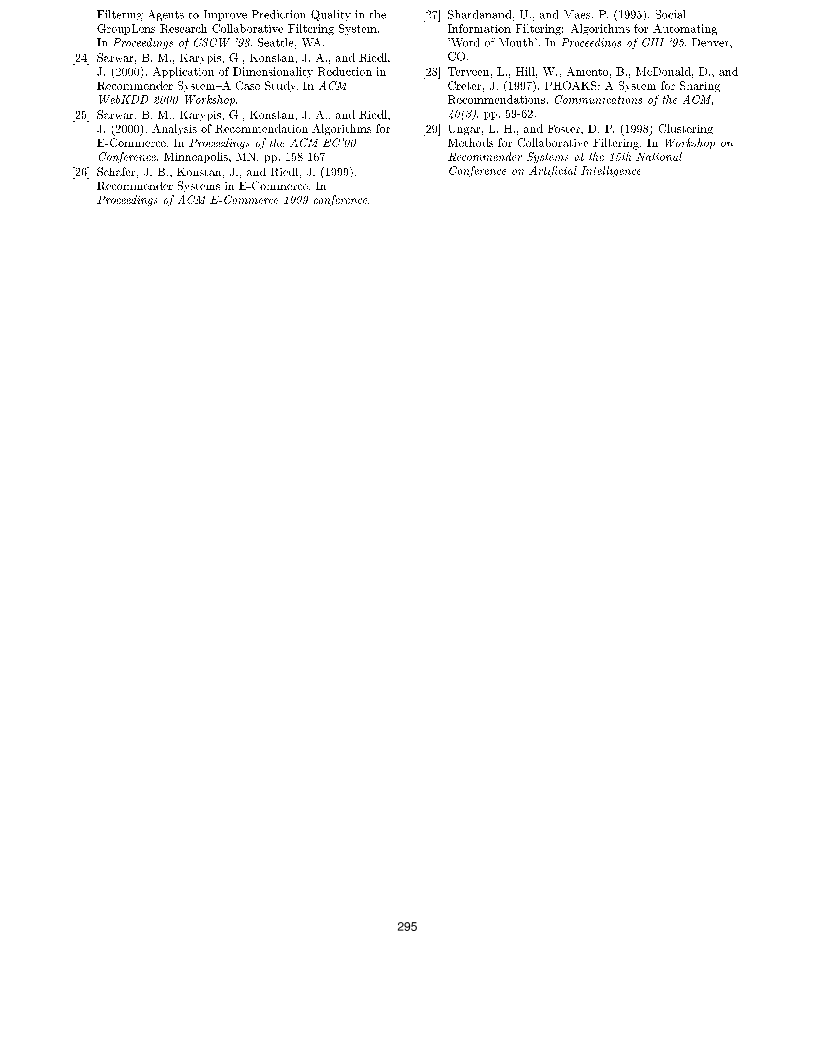 Filtering Agents to Improve Prediction Quality in the
GroupLens Research Collaborative Filtering System.
In Proceedings of CSCW '98. Seattle, WA.
[24] Sarwar, B. M., Karypis, G., Konstan, J. A., and Riedl,
J. (2000). Application of Dimensionality Reduction in
Recommender System–A Case Study. In ACM
WebKDD 2000 Workshop.
[25] Sarwar, B. M., Karypis, G., Konstan, J. A., and Riedl,
J. (2000). Analysis of Recommendation Algorithms for
E-Commerce. In Proceedings of the ACM EC'00
Conference. Minneapolis, MN. pp. 158-167
[26] Schafer, J. B., Konstan, J., and Riedl, J. (1999).
Recommender Systems in E-Commerce. In
Proceedings of ACM E-Commerce 1999 conference.
[27] Shardanand, U., and Maes, P. (1995). Social
Information Filtering: Algorithms for Automating
'Word of Mouth'. In Proceedings of CHI '95. Denver,
CO.
[28] Terveen, L., Hill, W., Amento, B., McDonald, D., and
Creter, J. (1997). PHOAKS: A System for Sharing
Recommendations. Communications of the ACM,
40(3). pp. 59-62.
[29] Ungar, L. H., and Foster, D. P. (1998) Clustering
Methods for Collaborative Filtering. In Workshop on
Recommender Systems at the 15th National
Conference on Artificial Intelligence.
295